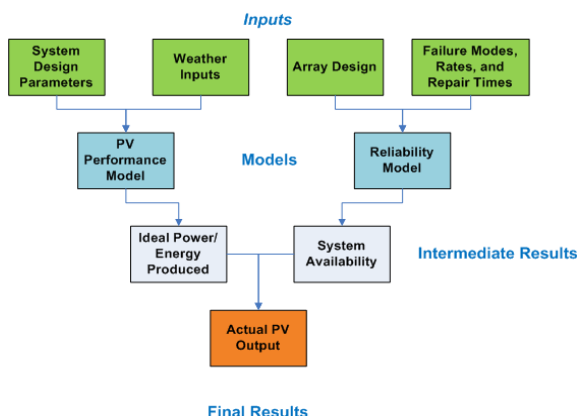 Inputs
System
Design
Parameters
Weather
Inputs
Array Design
Failure Modes,
Rates, and
Repair Times
PV
Performance
Model
Models
Reliability
Model
Ideal Power/
Energy
Produced
System
Availability
Intermediate Results
Actual PV
Output
Final Results